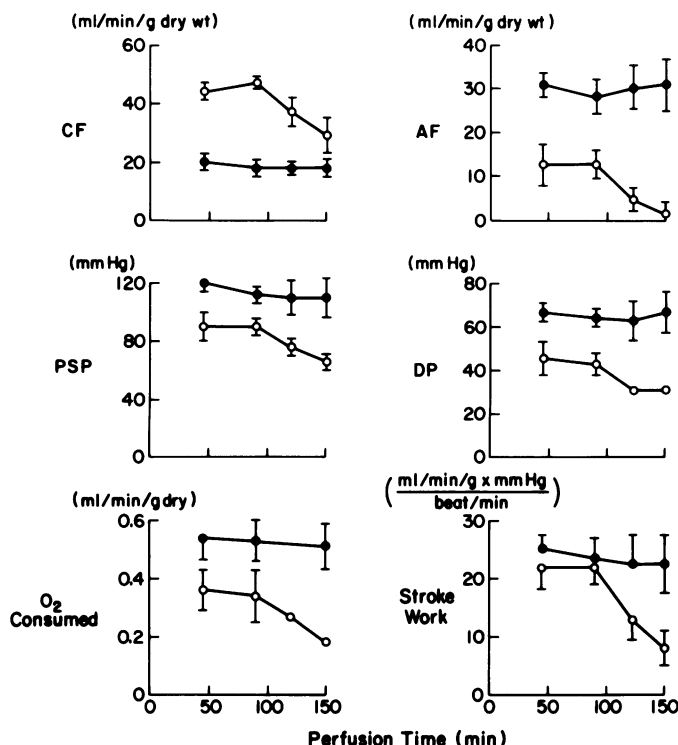 (ml/min/g dry wt)
60
40
CF
20
0
(ml/min/g dry wt)
40
30
AF
20
10
0
(mm Hg)
120
80
PSP
40
0
(mm Hg)
80
60
40
DP
20
0
(ml/min/g dry)
0.6
0.4
O2
Consumed
0.2
0
0 50 100 150
(ml/min/g x mm Hg
beat/min)
30
20
Stroke
Work
10
0
0 50 100 150
Perfusion Time (min)